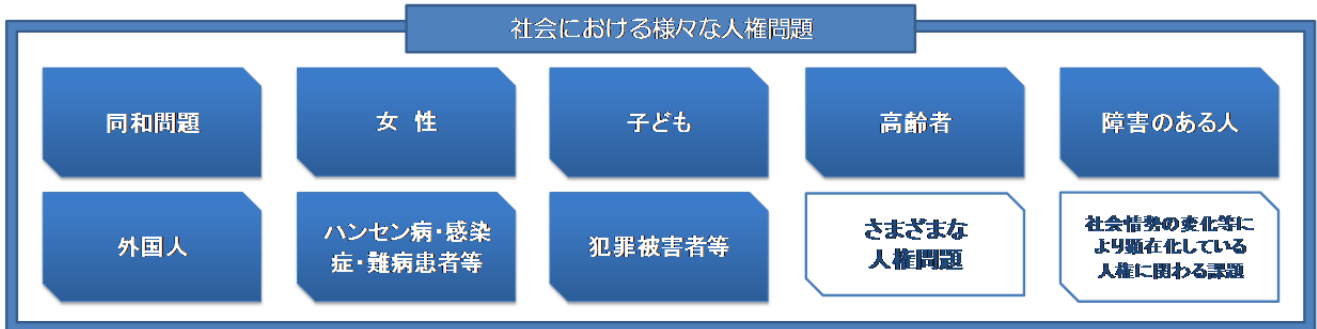 社会における様々な人権問題
同和問題
女 性
子ども
高齢者
障害のある人
外国人
ハンセン病・感染
症・難病患者等
犯罪被害者等
さまざまな
人権問題
社会情勢の変化等に
より顕在化している
人権に関わる課題